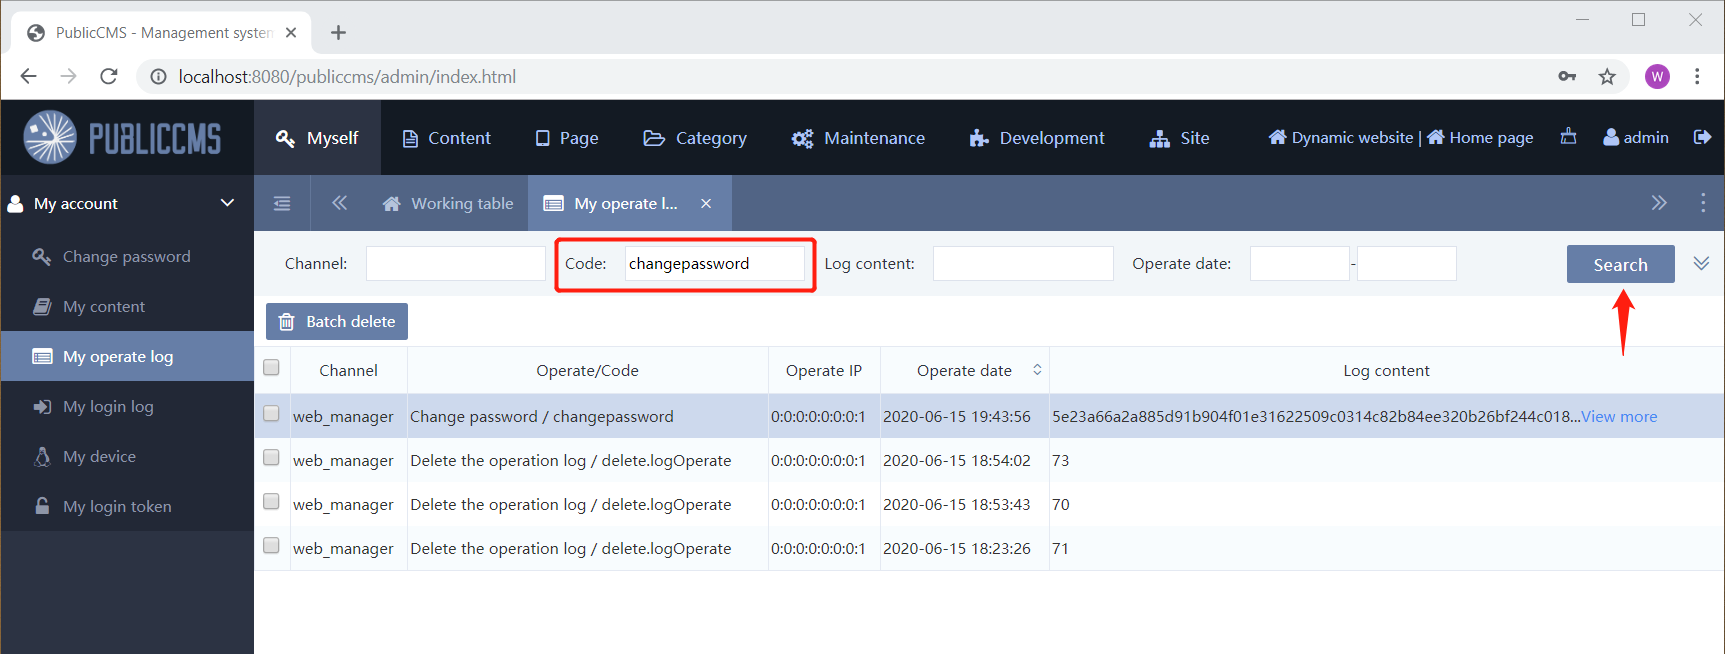 PublicCMS - Management system
localhost:8080/publiccms/admin/index.html
W
PUBLICCMS
Myself
Content
Page
Category
Maintenance
Development
Site
Dynamic website | Home page
admin
My account
Working table
My operate l...
Change password
My content
My operate log
My login log
My device
My login token
Channel:
Code: changepassword
Log content:
Operate date: -
Search
Batch delete
Channel Operate/Code Operate IP Operate date Log content
web_manager Change password / changepassword 0:0:0:0:0:0:0:1 2020-06-15 19:43:56 5e23a66a2a885d91b904f01e31622509c0314c82b84ee320b26bf244c018...View more
web_manager Delete the operation log / delete.logOperate 0:0:0:0:0:0:0:1 2020-06-15 18:54:02 73
web_manager Delete the operation log / delete.logOperate 0:0:0:0:0:0:0:1 2020-06-15 18:53:43 70
web_manager Delete the operation log / delete.logOperate 0:0:0:0:0:0:0:1 2020-06-15 18:23:26 71